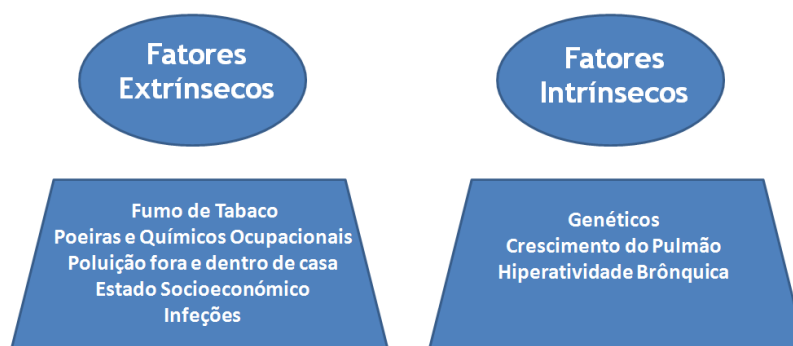 Fatores
Extrínsecos
Fumo de Tabaco
Poeiras e Químicos Ocupacionais
Poluição fora e dentro de casa
Estado Socioeconómico
Infeções
Fatores
Intrínsecos
Genéticos
Crescimento do Pulmão
Hiperatividade Brônquica